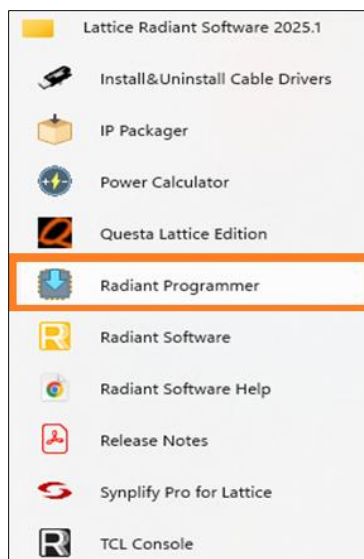 Lattice Radiant Software 2025.1
Install&Uninstall Cable Drivers
IP Packager
Power Calculator
Questa Lattice Edition
Radiant Programmer
Radiant Software
Radiant Software Help
Release Notes
Synplify Pro for Lattice
TCL Console